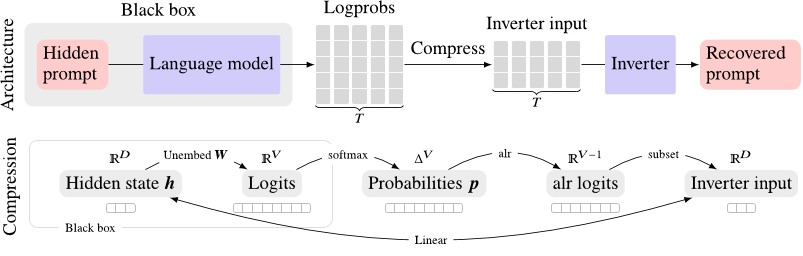 Architecture
Black box
Hidden
prompt
Language model
Logprobs
T
Compress
Inverter input
T
Inverter
Recovered
prompt
Compression
ℝ^D
Unembed W
ℝ^V
softmax
Δ^V
alr
ℝ^{V−1}
subset
ℝ^D
Hidden state h
Logits
Probabilities p
alr logits
Inverter input
Black box
Linear